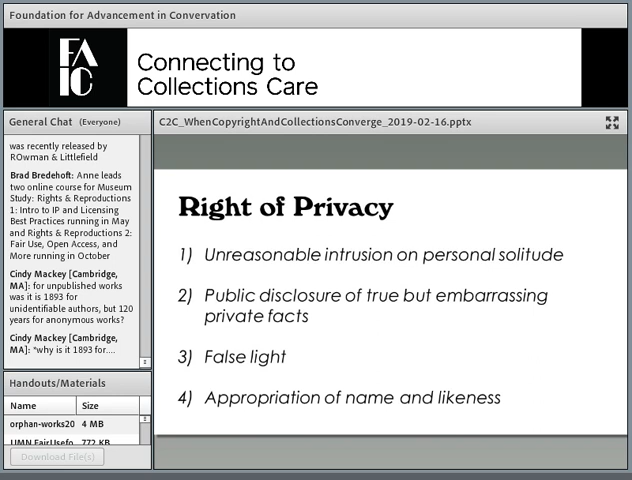 Foundation for Advancement in Convervation
FA
IC
Connecting to
Collections Care
General Chat (Everyone)
was recently released by
ROwman & Littlefield
Brad Bredehoft: Anne leads
two online course for Museum
Study: Rights & Reproductions
1: Intro to IP and Licensing
Best Practices running in May
and Rights & Reproductions 2:
Fair Use, Open Access, and
More running in October
Cindy Mackey [Cambridge,
MA]: for unpublished works
was it is 1893 for
unidentifiable authors, but 120
years for anonymous works?
Cindy Mackey [Cambridge,
MA]: "why is it 1893 for....
Handouts/Materials
Name Size
orphan-works20 4 MB
UMN FairUsefo 772 KB
Download File(s)
C2C_WhenCopyrightAndCollectionsConverge_2019-02-16.pptx
Right of Privacy
1) Unreasonable intrusion on personal solitude
2) Public disclosure of true but embarrassing
private facts
3) False light
4) Appropriation of name and likeness